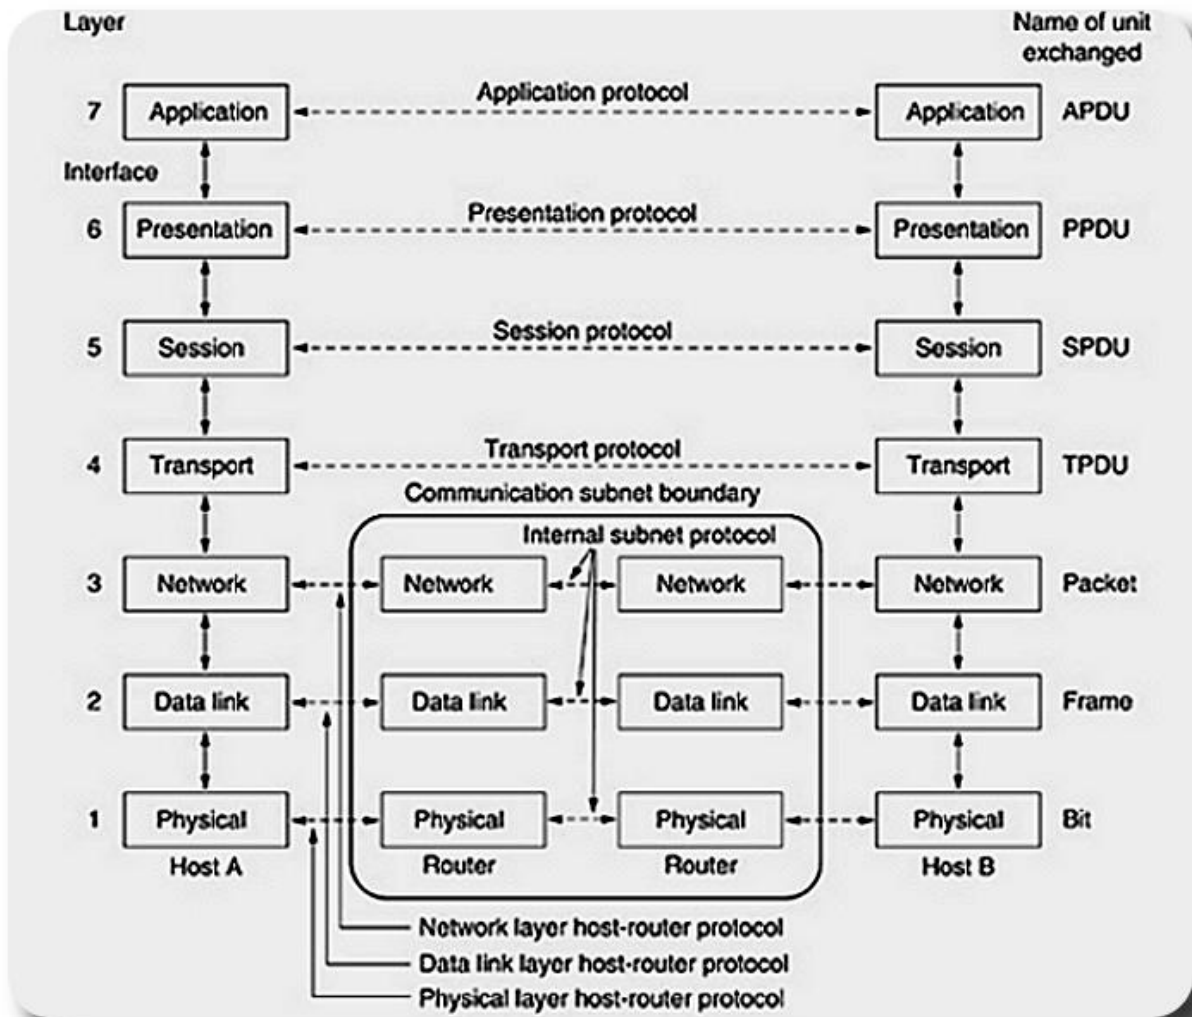 Layer
Name of unit
exchanged
Application protocol
7 Application Application APDU
Interface
Presentation protocol
6 Presentation Presentation PPDU
Session protocol
5 Session Session SPDU
Transport protocol
4 Transport Transport TPDU
Communication subnet boundary
Internal subnet protocol
3 Network Network Network Network Packet
2 Data link Data link Data link Data link Frame
1 Physical Physical Physical Physical Bit
Host A Router Router Host B
Network layer host-router protocol
Data link layer host-router protocol
Physical layer host-router protocol